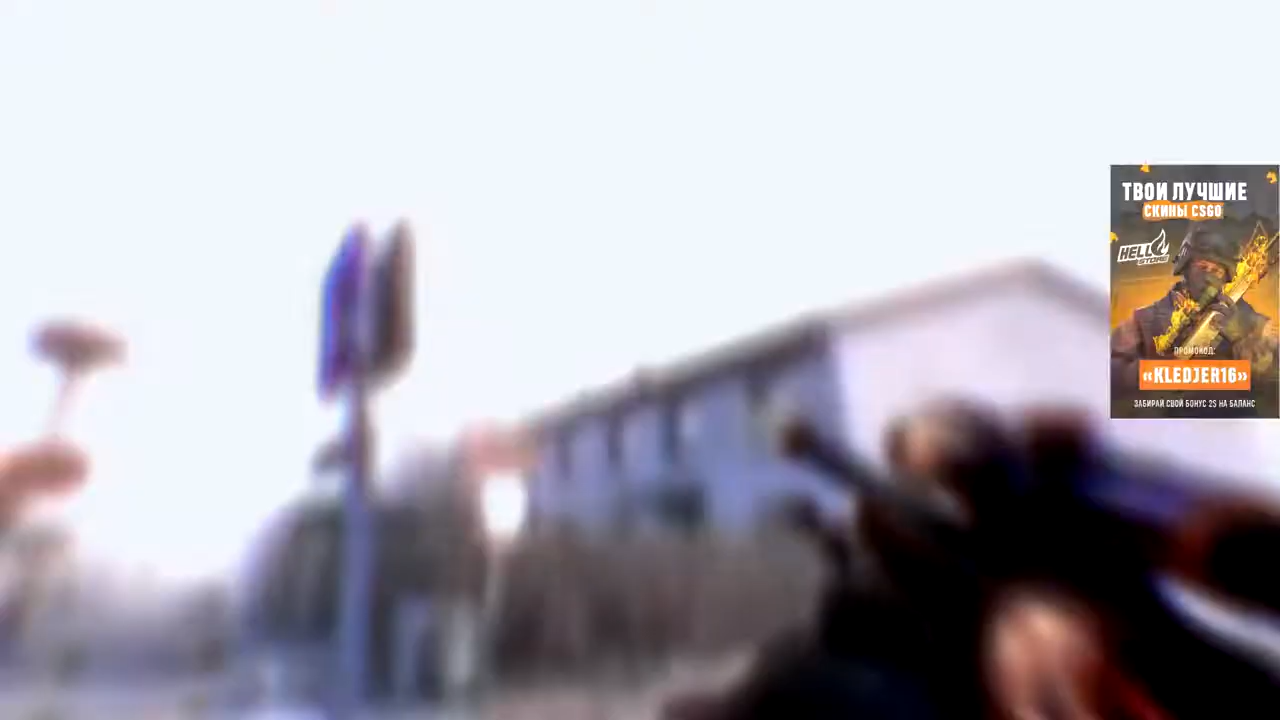 ТВОИ ЛУЧШИЕ
СКИНЫ CSGO
HELL
STORE
ПРОМОКОД:
«KLEDJER16»
ЗАБИРАЙ СВОЙ БОНУС 2$ НА БАЛАНС